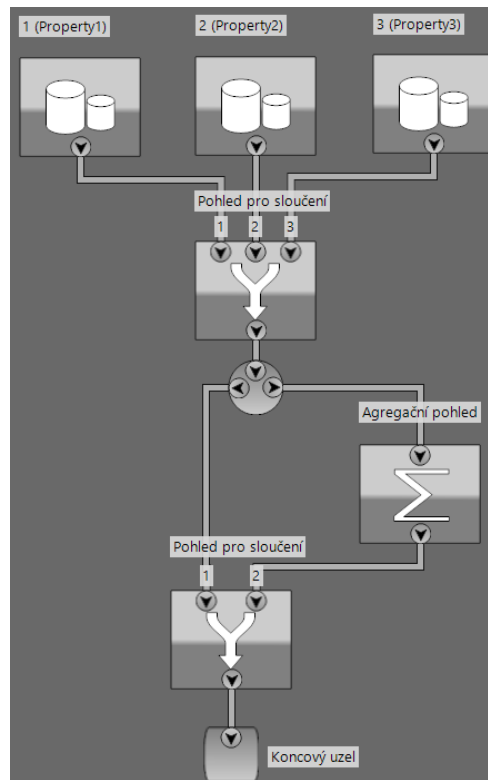 1 (Property1)
2 (Property2)
3 (Property3)
Pohled pro sloučení
1
2
3
Agregační pohled
Pohled pro sloučení
1
2
Koncový uzel